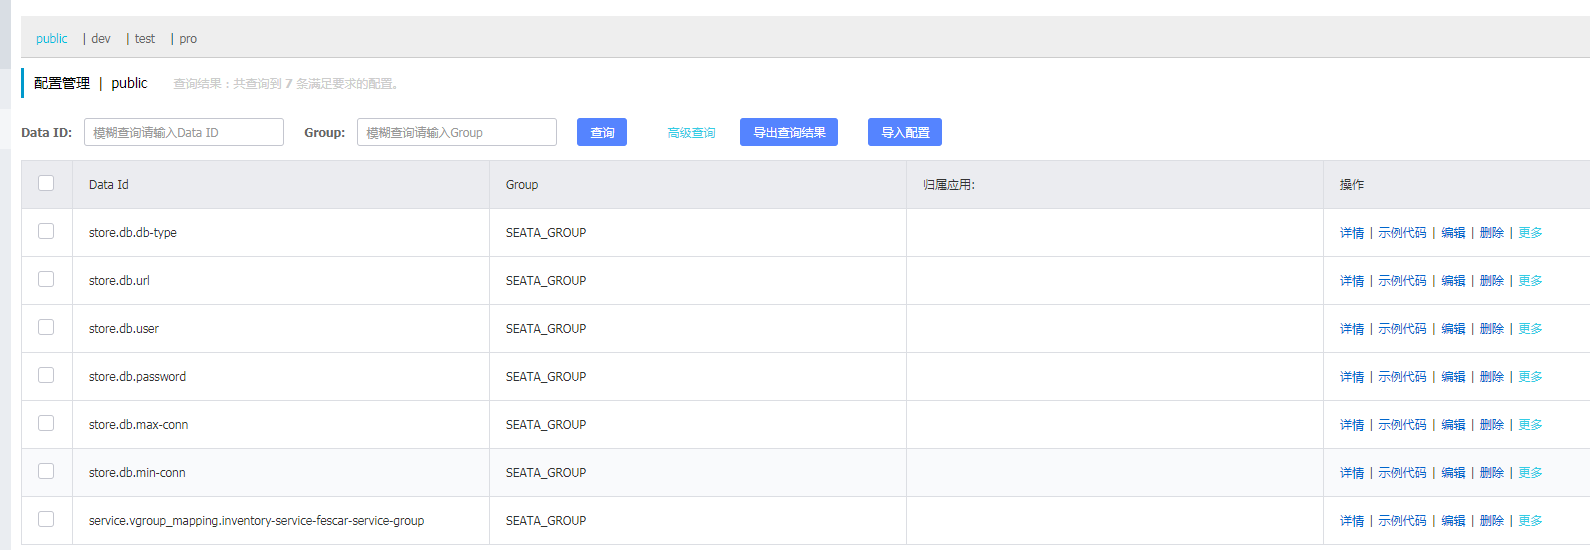 public | dev | test | pro
配置管理 | public 查询结果：共查询到 7 条满足要求的配置。
Data ID: 模糊查询请输入Data ID Group: 模糊查询请输入Group 查询 高级查询 导出查询结果 导入配置
Data Id Group 归属应用: 操作
store.db.db-type SEATA_GROUP 详情 | 示例代码 | 编辑 | 删除 | 更多
store.db.url SEATA_GROUP 详情 | 示例代码 | 编辑 | 删除 | 更多
store.db.user SEATA_GROUP 详情 | 示例代码 | 编辑 | 删除 | 更多
store.db.password SEATA_GROUP 详情 | 示例代码 | 编辑 | 删除 | 更多
store.db.max-conn SEATA_GROUP 详情 | 示例代码 | 编辑 | 删除 | 更多
store.db.min-conn SEATA_GROUP 详情 | 示例代码 | 编辑 | 删除 | 更多
service.vgroup_mapping.inventory-service-fescar-service-group SEATA_GROUP 详情 | 示例代码 | 编辑 | 删除 | 更多